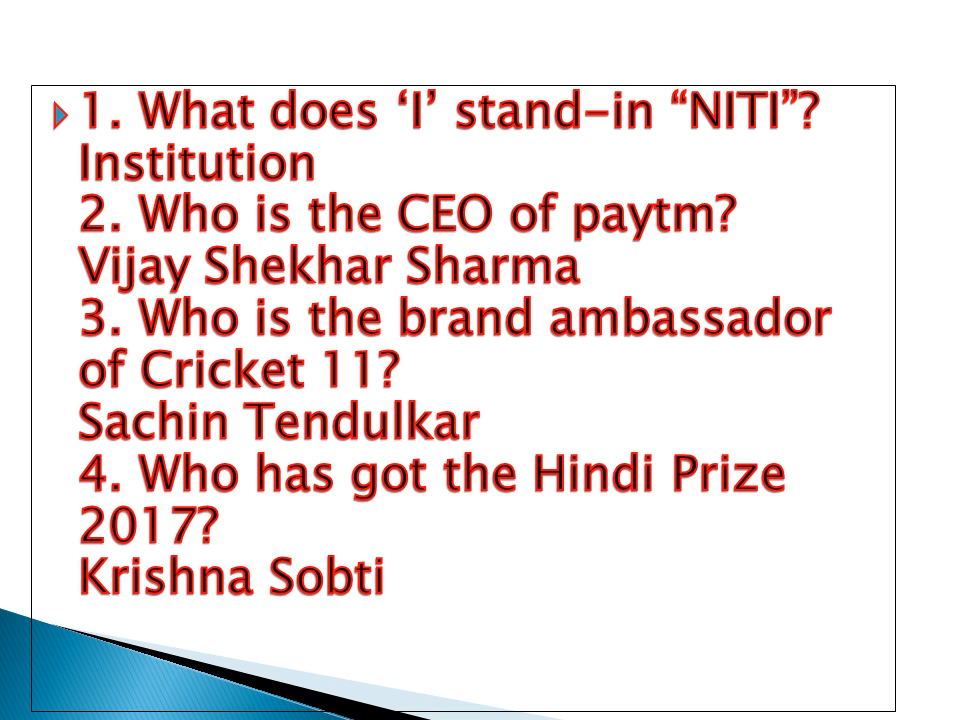 1. What does ‘I’ stand-in “NITI”?
Institution
2. Who is the CEO of paytm?
Vijay Shekhar Sharma
3. Who is the brand ambassador
of Cricket 11?
Sachin Tendulkar
4. Who has got the Hindi Prize
2017?
Krishna Sobti